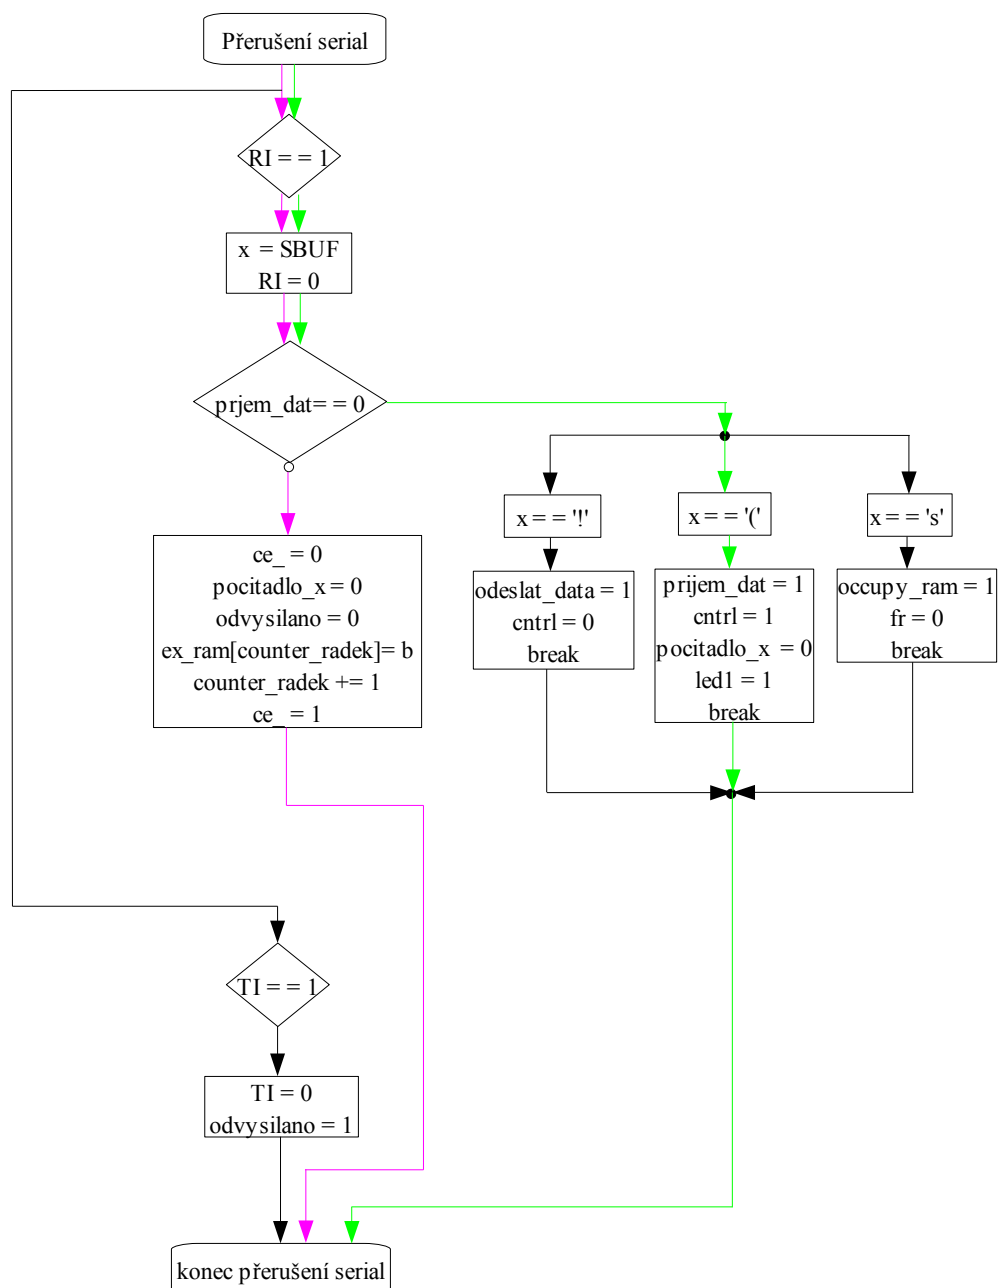 Přerušení serial
RI = = 1
x = SBUF
RI = 0
prjem_dat= = 0
x = = '!'
x = = '('
x = = 's'
ce_ = 0
pocitadlo_x = 0
odvysilano = 0
ex_ram[counter_radek]= b
counter_radek += 1
ce_ = 1
odeslat_data = 1
cntrl = 0
break
prijem_dat = 1
cntrl = 1
pocitadlo_x = 0
led1 = 1
break
occupy_ram = 1
fr = 0
break
TI = = 1
TI = 0
odvysilano = 1
konec přerušení serial